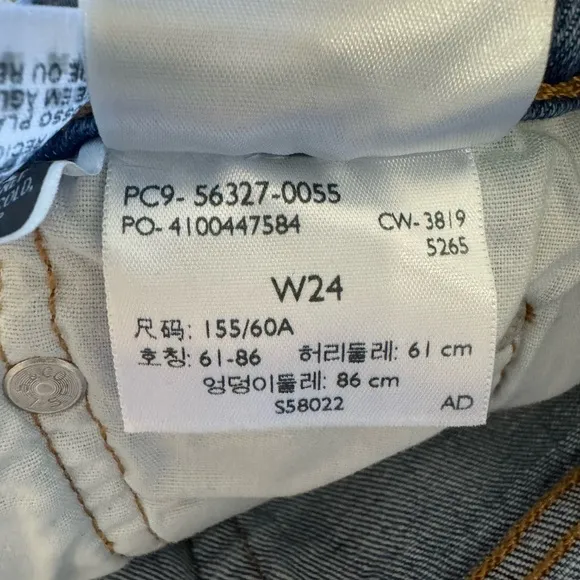 PC9- 56327-0055
PO- 4100447584 CW- 3819
5265
W24
尺码: 155/60A
호칭: 61-86 허리둘레: 61 cm
엉덩이둘레: 86 cm
S58022 AD